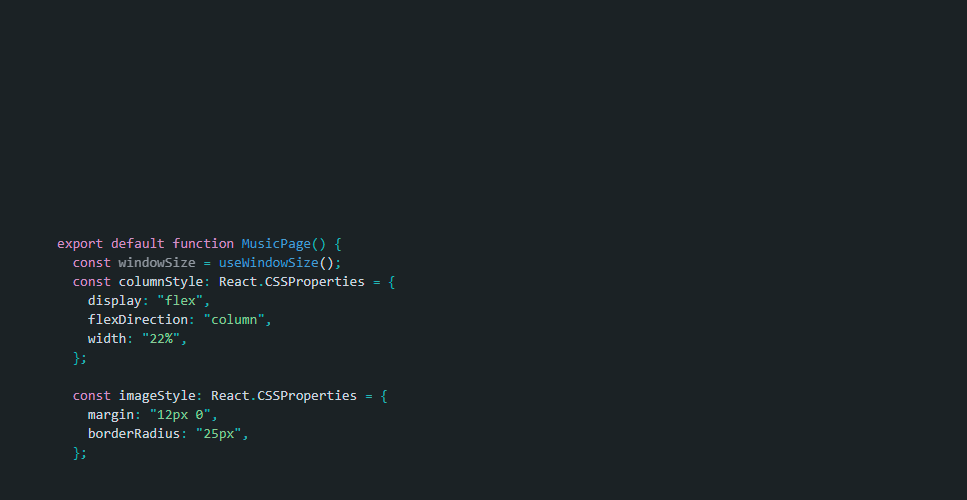 export default function MusicPage() {
  const windowSize = useWindowSize();
  const columnStyle: React.CSSProperties = {
    display: "flex",
    flexDirection: "column",
    width: "22%",
  };

  const imageStyle: React.CSSProperties = {
    margin: "12px 0",
    borderRadius: "25px",
  };